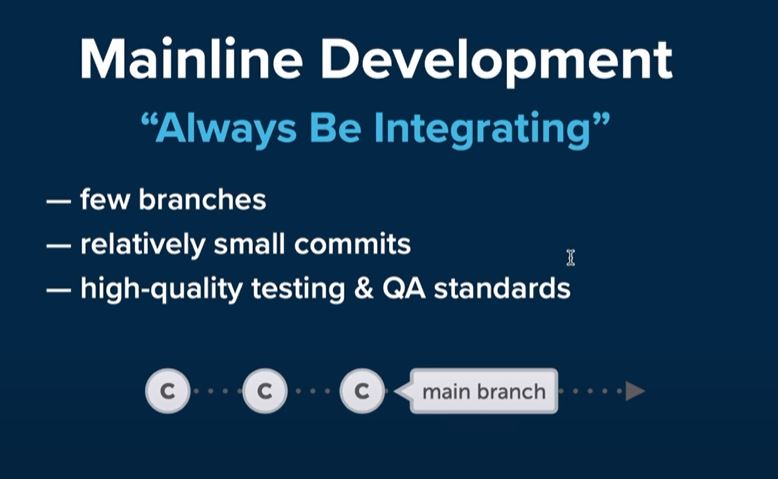 Mainline Development
“Always Be Integrating”
— few branches
— relatively small commits
— high-quality testing & QA standards
C C C main branch